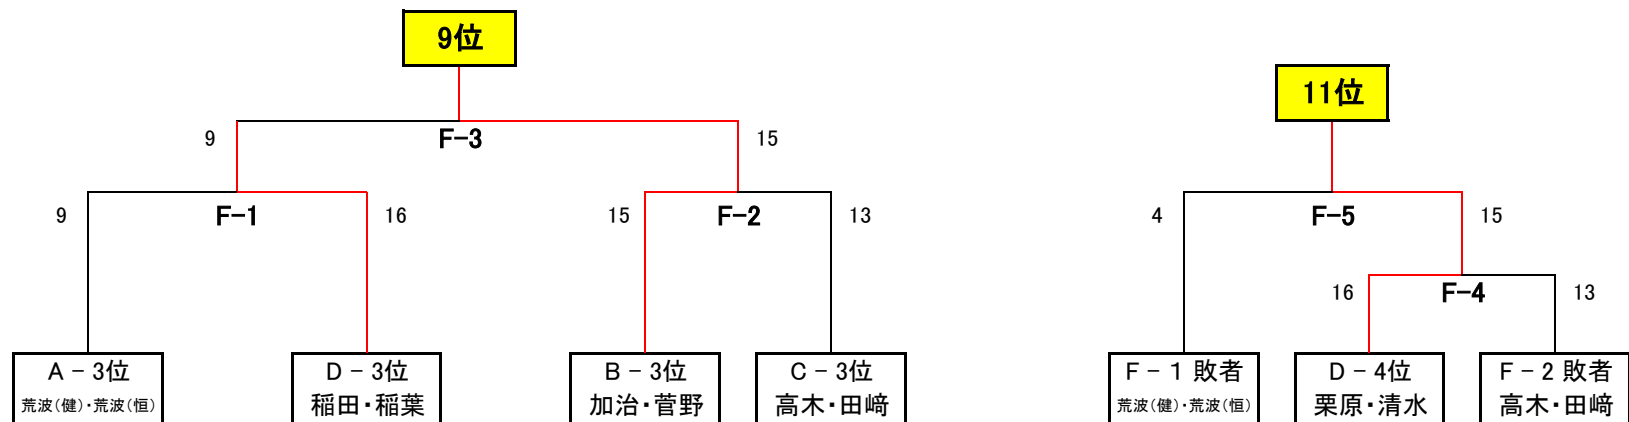 9位
11位
9
F-3
15
9
F-1
16
15
F-2
13
4
F-5
15
16
F-4
13
A-3位
荒波(健)・荒波(恒)
D-3位
稲田・稲葉
B-3位
加治・菅野
C-3位
高木・田﨑
F-1 敗者
荒波(健)・荒波(恒)
D-4位
栗原・清水
F-2 敗者
高木・田﨑